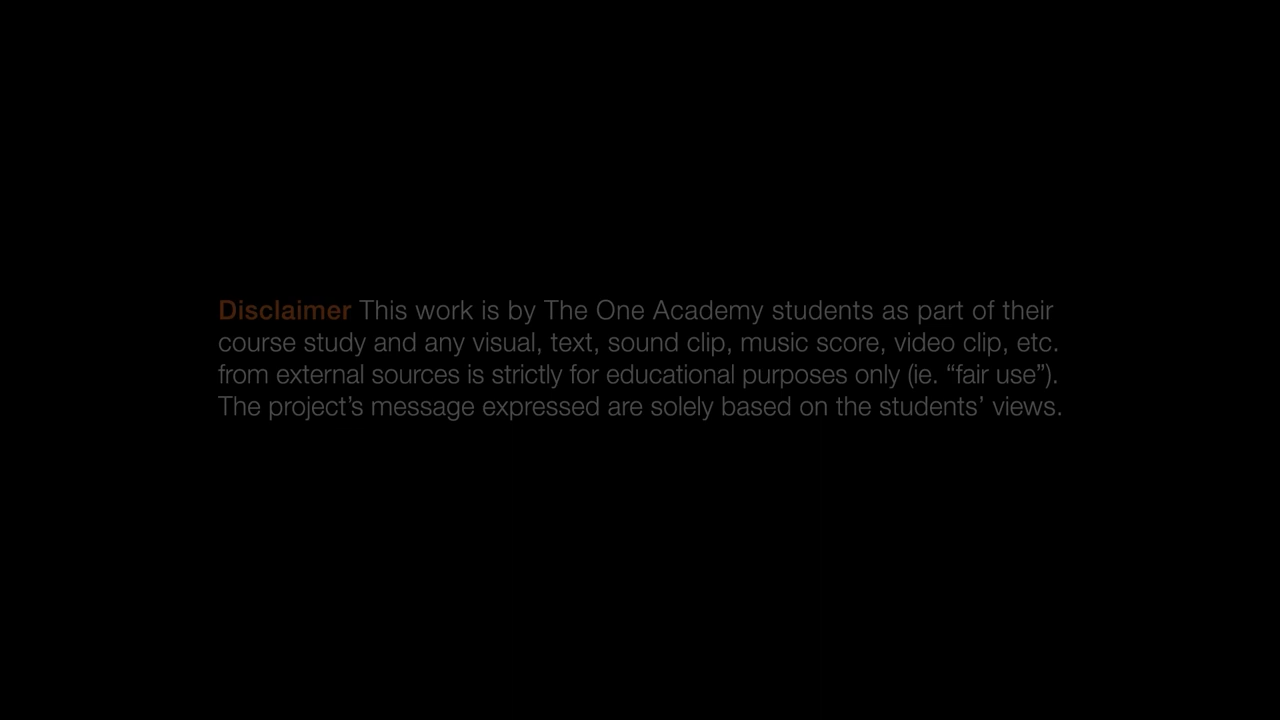 Disclaimer This work is by The One Academy students as part of their
course study and any visual, text, sound clip, music score, video clip, etc.
from external sources is strictly for educational purposes only (ie. “fair use”).
The project’s message expressed are solely based on the students’ views.